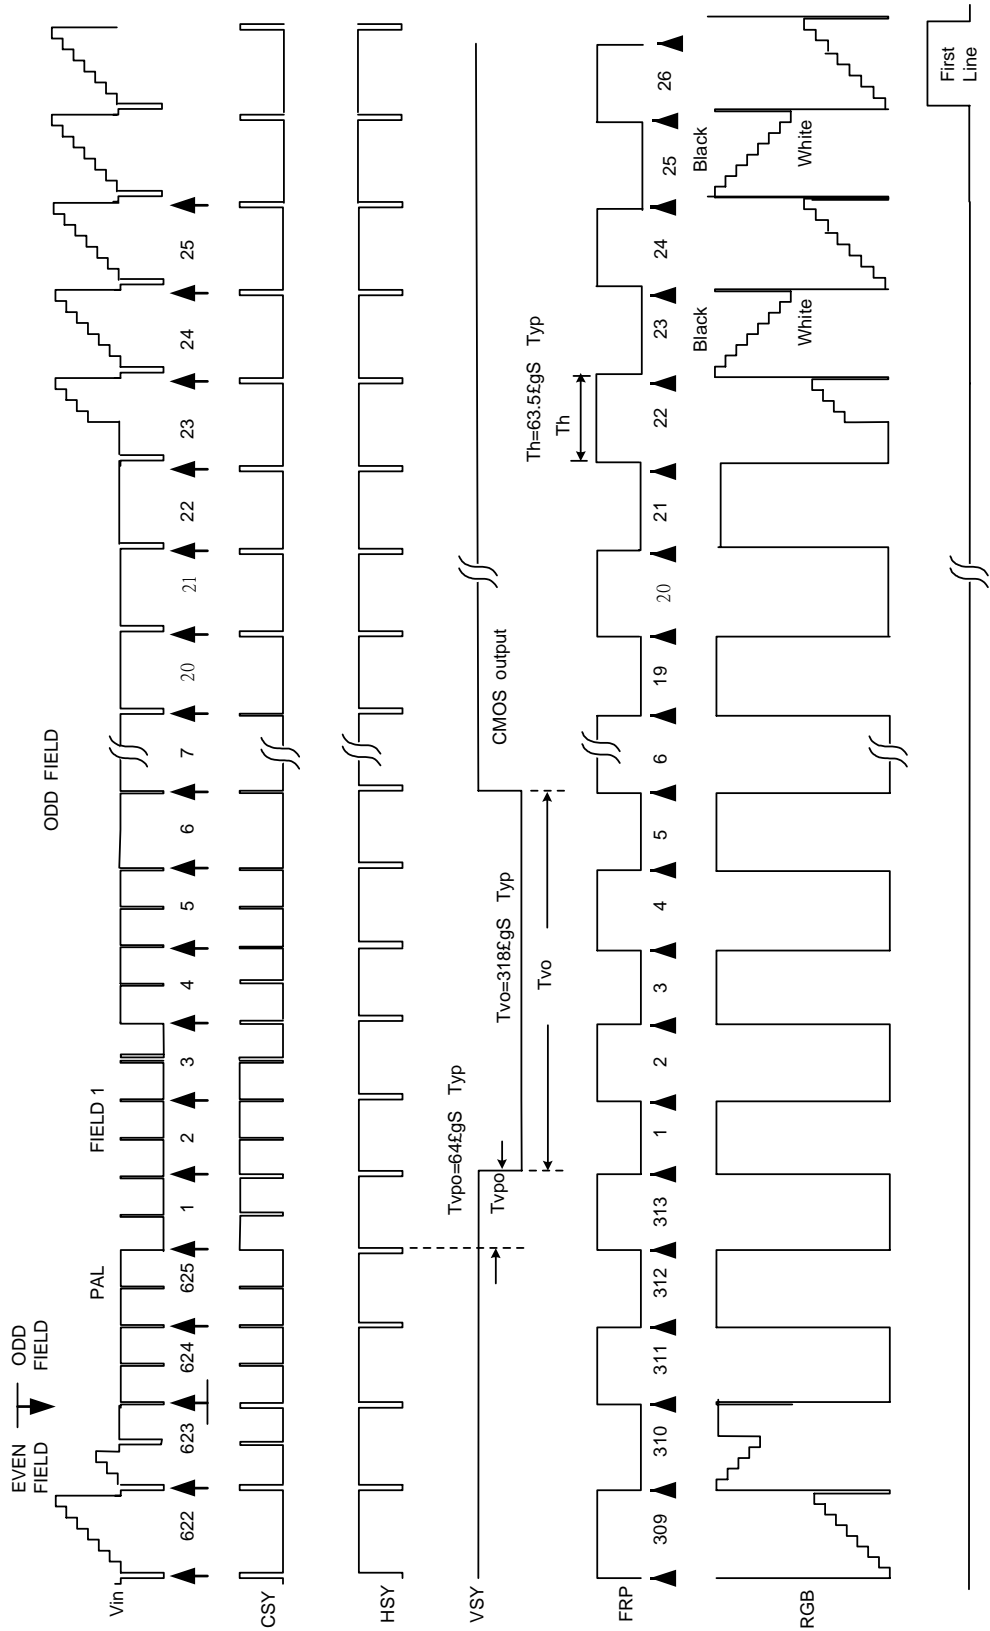 EVEN
FIELD
ODD
FIELD
PAL
FIELD 1
ODD FIELD
Vin
622
623
624
625
1
2
3
4
5
6
7
20
21
22
23
24
25
CSY
HSY
VSY
Tvpo=64£gS Typ
Tvpo
Tvo=318£gS Typ
Tvo
CMOS output
Th=63.5£gS Typ
Th
FRP
309
310
311
312
313
1
2
3
4
5
6
19
20
21
22
23
24
25
26
RGB
Black
White
Black
White
First
Line